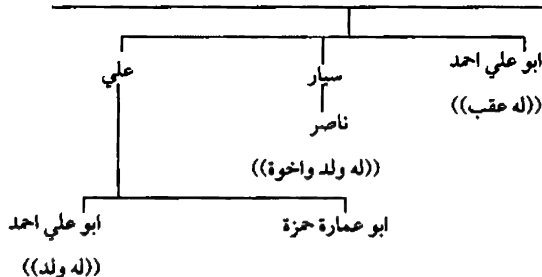 ابو علي احمد
((له عقب))
سيار
ناصر
((له ولد واخوة))
علي
ابو عمارة حمزة
ابو علي احمد
((له ولد))